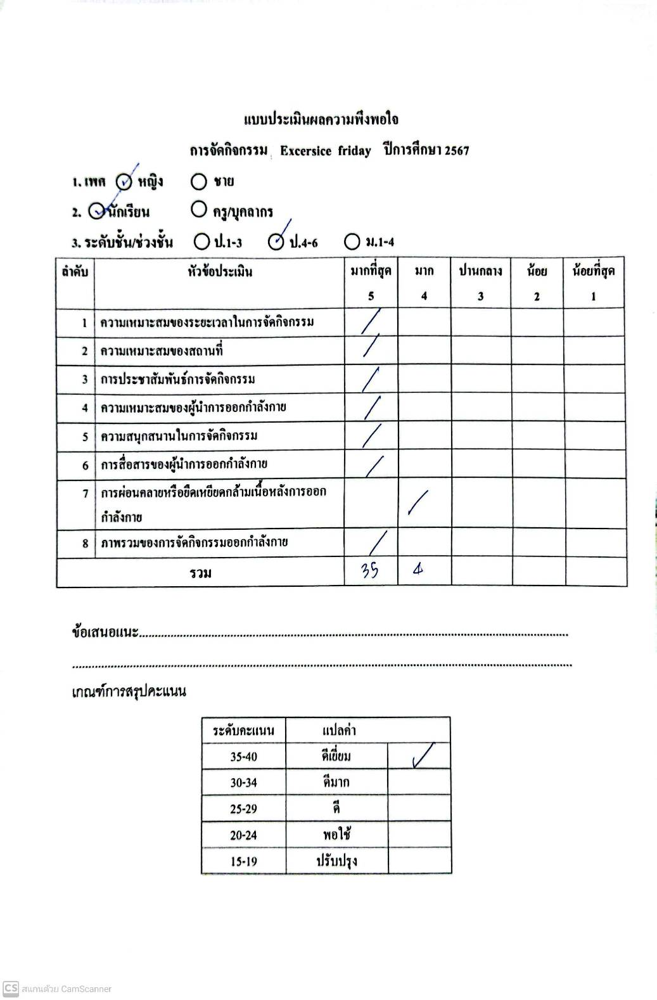 แบบประเมินผลความพึงพอใจ
การจัดกิจกรรม Excersice friday ปีการศึกษา 2567
1. เพศ หญิง ชาย
2. นักเรียน ครู/บุคลากร
3. ระดับชั้น/ช่วงชั้น ป.1-3 ป.4-6 ม.1-4
ลำดับ หัวข้อประเมิน มากที่สุด มาก ปานกลาง น้อย น้อยที่สุด
5 4 3 2 1
1 ความเหมาะสมของระยะเวลาในการจัดกิจกรรม
2 ความเหมาะสมของสถานที่
3 การประชาสัมพันธ์การจัดกิจกรรม
4 ความเหมาะสมของผู้นำการออกกำลังกาย
5 ความสนุกสนานในการจัดกิจกรรม
6 การสื่อสารของผู้นำการออกกำลังกาย
7 การผ่อนคลายหรือยืดเหยียดกล้ามเนื้อหลังการออก
กำลังกาย
8 ภาพรวมของการจัดกิจกรรมออกกำลังกาย
รวม 35 4
ข้อเสนอแนะ
เกณฑ์การสรุปคะแนน
ระดับคะแนน แปลค่า
35-40 ดีเยี่ยม
30-34 ดีมาก
25-29 ดี
20-24 พอใช้
15-19 ปรับปรุง
CS สแกนด้วย CamScanner